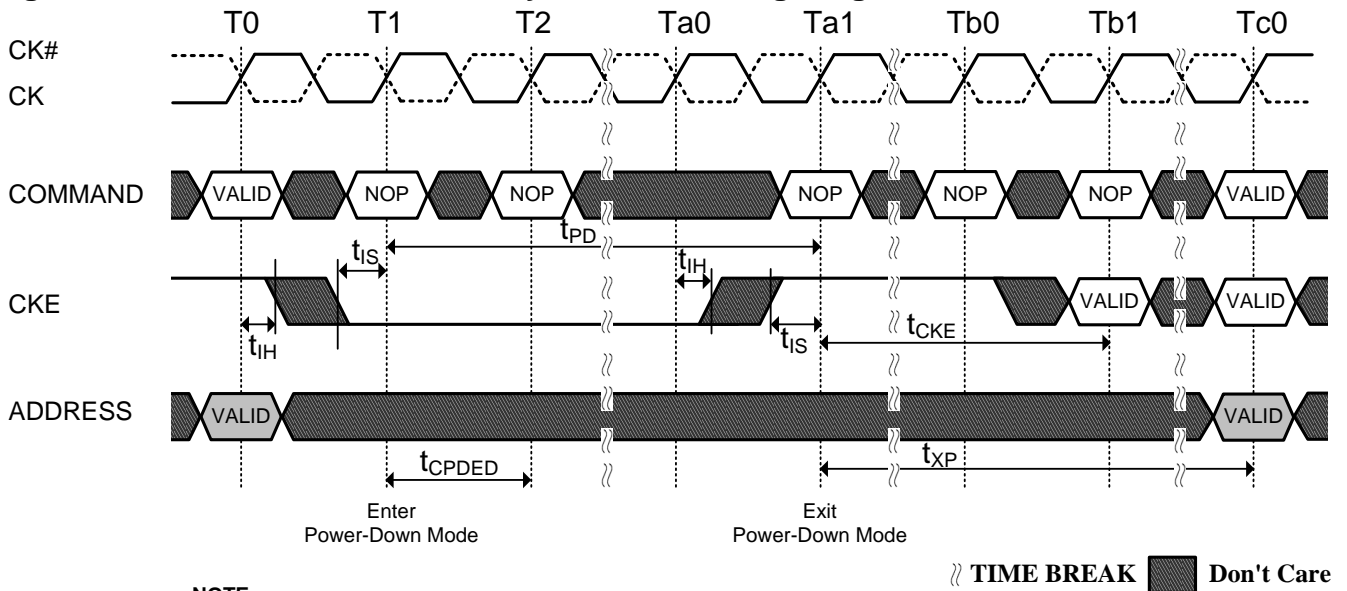 T0 T1 T2 Ta0 Ta1 Tb0 Tb1 Tc0
CK#
CK
COMMAND VALID NOP NOP NOP NOP NOP VALID
tPD
tIS tIH
CKE VALID VALID
tIH tIS tCKE
ADDRESS VALID VALID
tCPDED tXP
Enter
Power-Down Mode
Exit
Power-Down Mode
TIME BREAK Don't Care